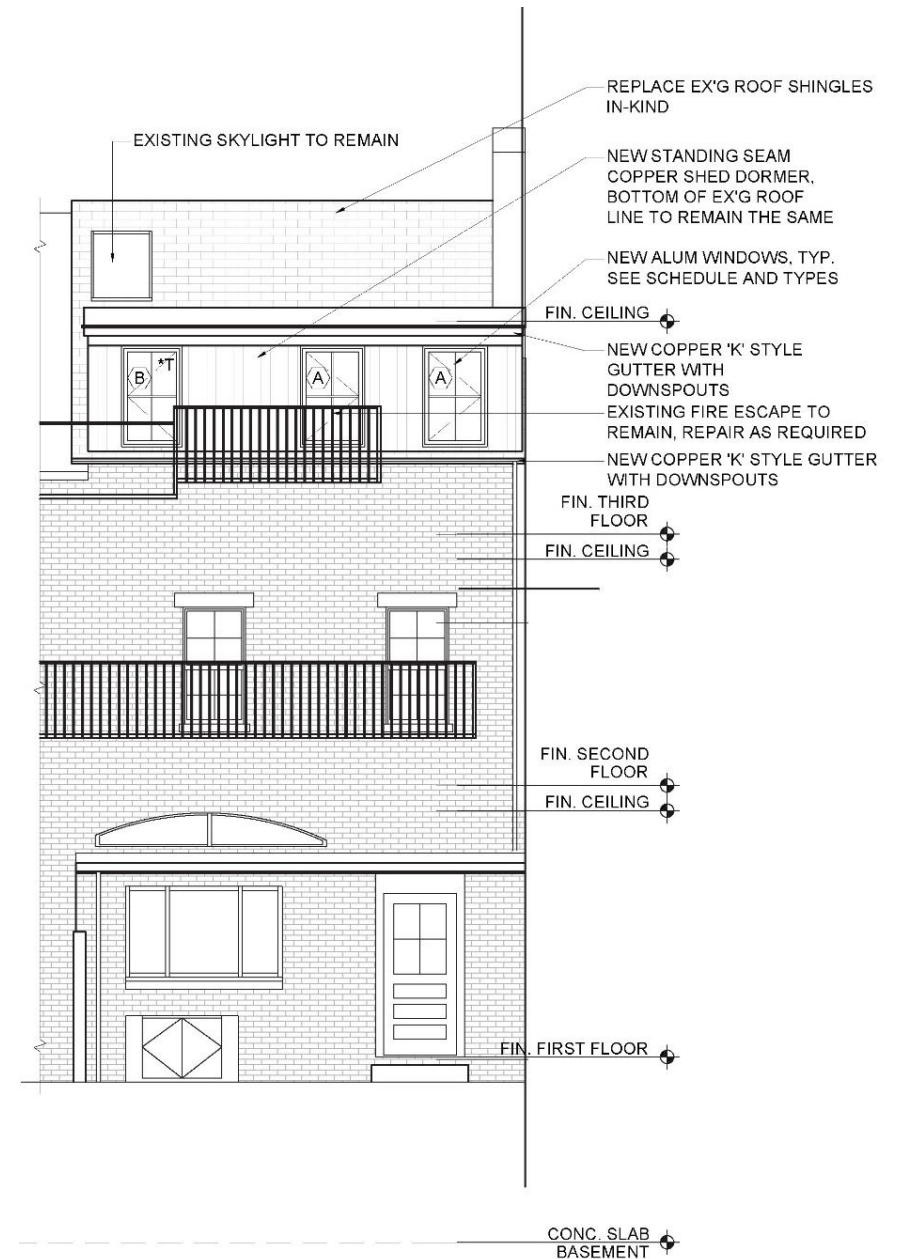 REPLACE EX'G ROOF SHINGLES
IN-KIND
EXISTING SKYLIGHT TO REMAIN
NEW STANDING SEAM
COPPER SHED DORMER,
BOTTOM OF EX'G ROOF
LINE TO REMAIN THE SAME
NEW ALUM WINDOWS, TYP.
SEE SCHEDULE AND TYPES
FIN. CEILING
NEW COPPER 'K' STYLE
GUTTER WITH
DOWNSPOUTS
B *T
A
A
EXISTING FIRE ESCAPE TO
REMAIN, REPAIR AS REQUIRED
NEW COPPER 'K' STYLE GUTTER
WITH DOWNSPOUTS
FIN. THIRD
FLOOR
FIN. CEILING
FIN. SECOND
FLOOR
FIN. CEILING
FIN. FIRST FLOOR
CONC. SLAB
BASEMENT